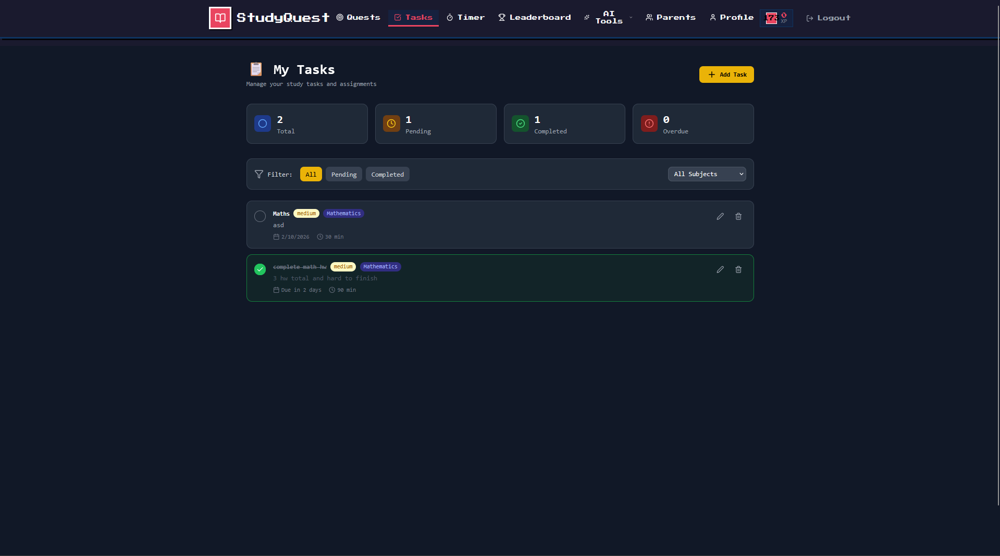 StudyQuest
Quests
Tasks
Timer
Leaderboard
AI
Tools
Parents
Profile
173
0
XP
Logout
My Tasks
Manage your study tasks and assignments
+ Add Task
2
Total
1
Pending
1
Completed
0
Overdue
Filter:
All
Pending
Completed
All Subjects
Maths medium Mathematics
asd
2/10/2026 30 min
complete math hw medium Mathematics
3 hw total and hard to finish
Due in 2 days 90 min